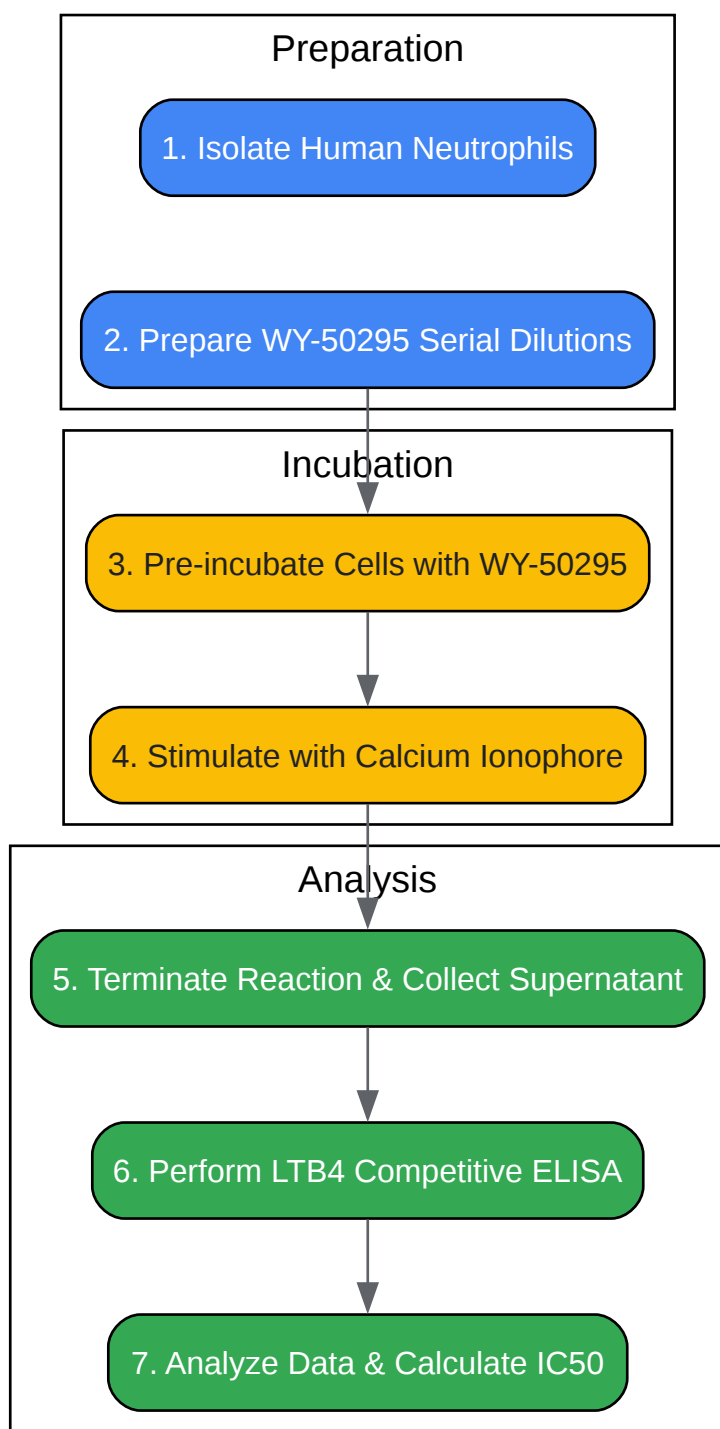 Preparation
1. Isolate Human Neutrophils
2. Prepare WY-50295 Serial Dilutions
Incubation
3. Pre-incubate Cells with WY-50295
4. Stimulate with Calcium Ionophore
Analysis
5. Terminate Reaction & Collect Supernatant
6. Perform LTB4 Competitive ELISA
7. Analyze Data & Calculate IC50